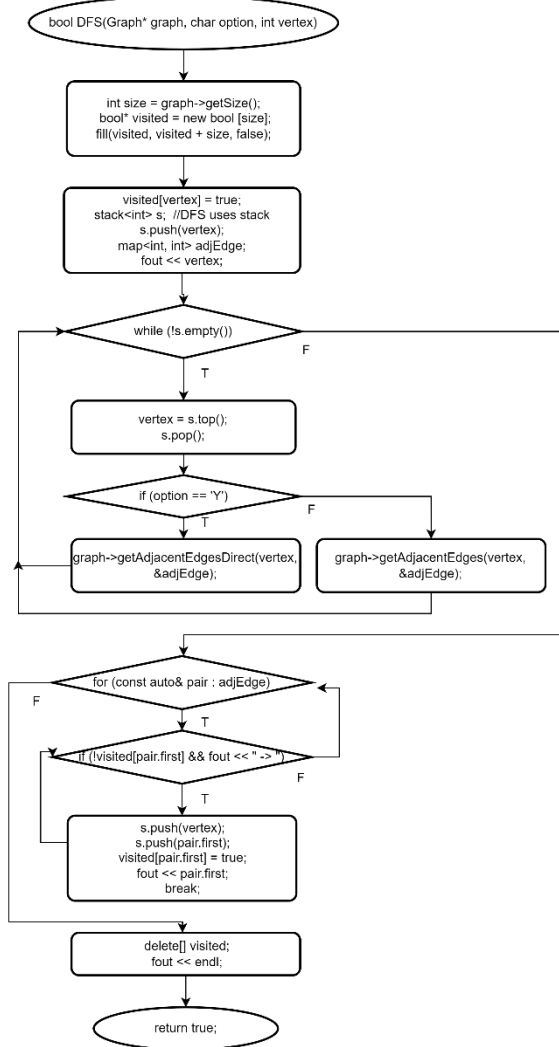 bool DFS(Graph* graph, char option, int vertex)
int size = graph->getSize();
bool* visited = new bool [size];
fill(visited, visited + size, false);
visited[vertex] = true;
stack<int> s;  //DFS uses stack
s.push(vertex);
map<int, int> adjEdge;
fout << vertex;
while (!s.empty())
F
T
vertex = s.top();
s.pop();
if (option == 'Y')
F
T
graph->getAdjacentEdgesDirect(vertex,
&adjEdge);
graph->getAdjacentEdges(vertex,
&adjEdge);
for (const auto& pair : adjEdge)
F
T
if (!visited[pair.first] && fout << " -> ")
F
T
s.push(vertex);
s.push(pair.first);
visited[pair.first] = true;
fout << pair.first;
break;
delete[] visited;
fout << endl;
return true;